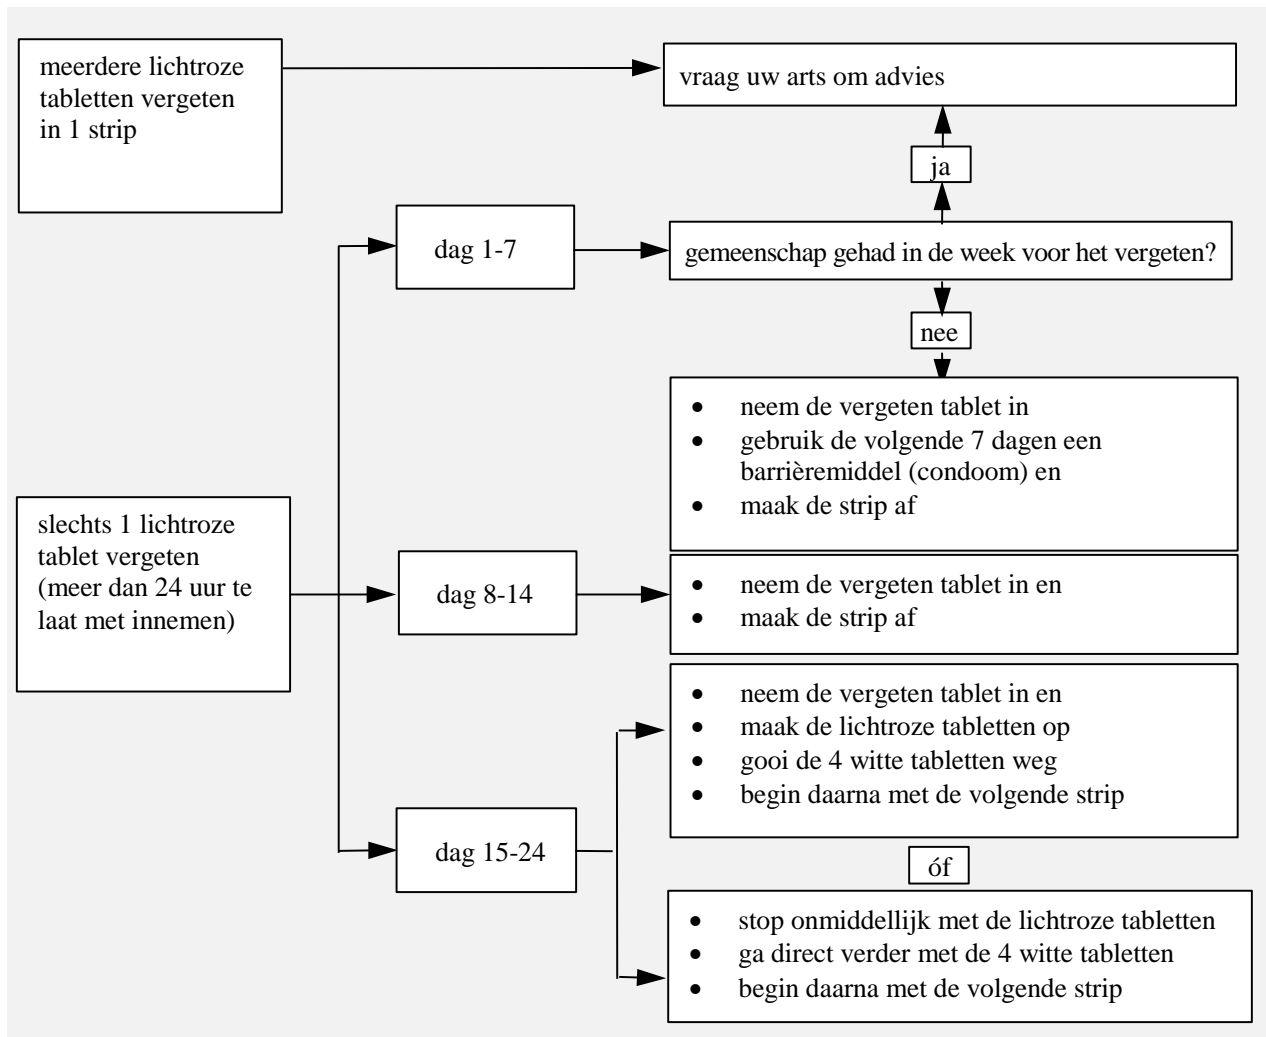 meerdere lichtroze
tabletten vergeten
in 1 strip
vraag uw arts om advies
ja
dag 1-7
gemeenschap gehad in de week voor het vergeten?
nee
• neem de vergeten tablet in
• gebruik de volgende 7 dagen een
barrièremiddel (condoom) en
• maak de strip af
slechts 1 lichtroze
tablet vergeten
(meer dan 24 uur te
laat met innemen)
dag 8-14
• neem de vergeten tablet in en
• maak de strip af
dag 15-24
• neem de vergeten tablet in en
• maak de lichtroze tabletten op
• gooi de 4 witte tabletten weg
• begin daarna met de volgende strip
óf
• stop onmiddellijk met de lichtroze tabletten
• ga direct verder met de 4 witte tabletten
• begin daarna met de volgende strip